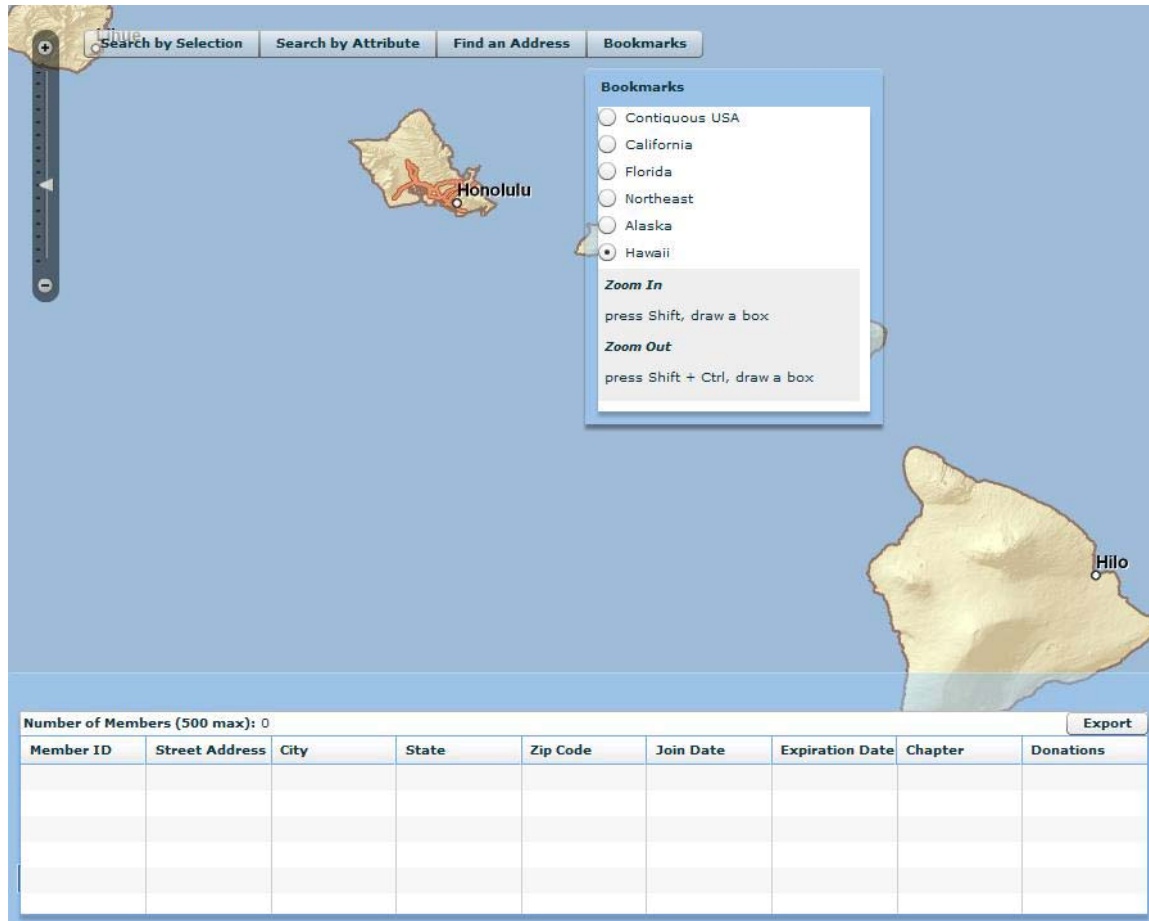 Lihue
Search by Selection
Search by Attribute
Find an Address
Bookmarks
Bookmarks
Contiguous USA
California
Florida
Northeast
Alaska
Hawaii
Zoom In
press Shift, draw a box
Zoom Out
press Shift + Ctrl, draw a box
Honolulu
Hilo
Number of Members (500 max): 0
Export
Member ID Street Address City State Zip Code Join Date Expiration Date Chapter Donations